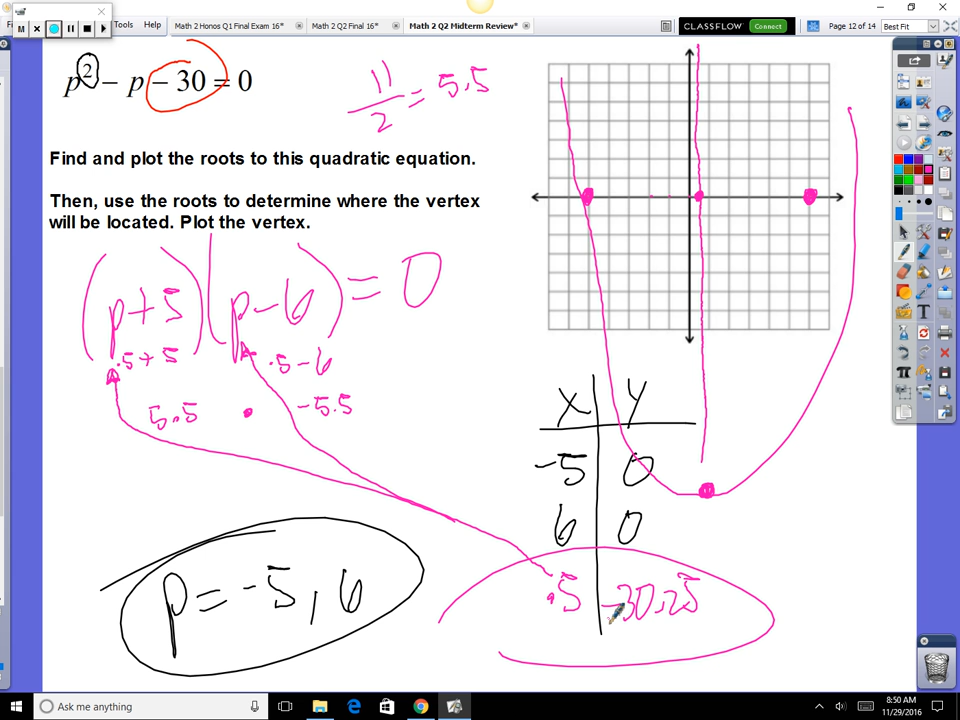 Tools
Help
Math 2 Honos Q1 Final Exam 16*
Math 2 Q2 Final 16*
Math 2 Q2 Midterm Review*
CLASSFLOW
Connect
Page 12 of 14
Best Fit
M
p² − p − 30 = 0
11/2 = 5.5
Find and plot the roots to this quadratic equation.
Then, use the roots to determine where the vertex
will be located. Plot the vertex.
(p+5)(p-6) = 0
.5+5 .5-6
5.5 • -5.5
X Y
-5 0
6 0
.5 -30.25
p = -5, 6
Ask me anything
8:50 AM
11/29/2016